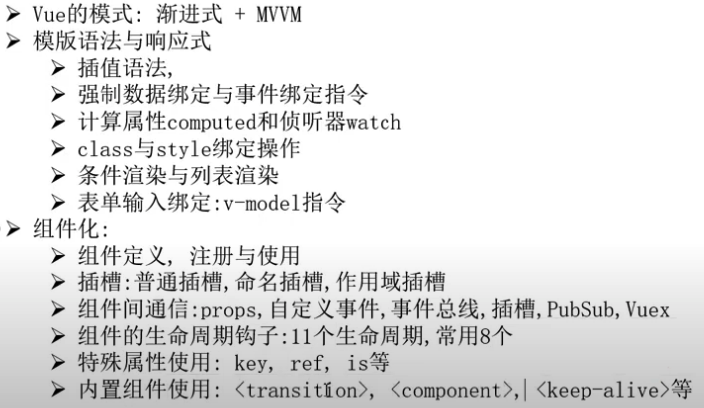 ➢ Vue的模式: 渐进式 + MVVM
➢ 模版语法与响应式
➢ 插值语法,
➢ 强制数据绑定与事件绑定指令
➢ 计算属性computed和侦听器watch
➢ class与style绑定操作
➢ 条件渲染与列表渲染
➢ 表单输入绑定:v-model指令
➢ 组件化:
➢ 组件定义, 注册与使用
➢ 插槽:普通插槽,命名插槽,作用域插槽
➢ 组件间通信:props,自定义事件,事件总线,插槽,PubSub,Vuex
➢ 组件的生命周期钩子:11个生命周期,常用8个
➢ 特殊属性使用: key, ref, is等
➢ 内置组件使用: <transition>, <component>, <keep-alive>等